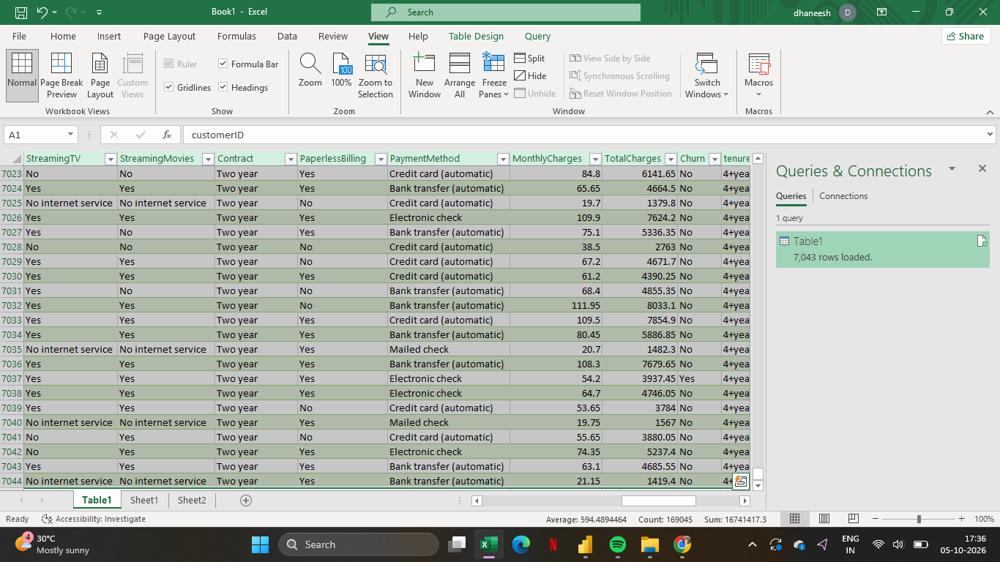 Book1 - Excel
Search
dhaneesh
D
File Home Insert Page Layout Formulas Data Review View Help Table Design Query
Share
Normal
Page Break Preview
Page Layout
Custom Views
Workbook Views
Ruler
Formula Bar
Gridlines
Headings
Show
Zoom
100
100%
Zoom to Selection
Zoom
New Window
Arrange All
Freeze Panes
Split
Hide
Unhide
View Side by Side
Synchronous Scrolling
Reset Window Position
Window
Switch Windows
Macros
Macros
A1
fx
customerID
StreamingTV StreamingMovies Contract PaperlessBilling PaymentMethod MonthlyCharges TotalCharges Churn tenure
7023 No No Two year Yes Credit card (automatic) 84.8 6141.65 No 4+yea
7024 Yes Yes Two year Yes Bank transfer (automatic) 65.65 4664.5 No 4+yea
7025 No internet service No internet service Two year No Credit card (automatic) 19.7 1379.8 No 4+yea
7026 Yes Yes Two year Yes Electronic check 109.9 7624.2 No 4+yea
7027 Yes No Two year Yes Bank transfer (automatic) 75.1 5336.35 No 4+yea
7028 No No Two year No Credit card (automatic) 38.5 2763 No 4+yea
7029 Yes Yes Two year No Credit card (automatic) 67.2 4671.7 No 4+yea
7030 Yes Yes Two year Yes Credit card (automatic) 61.2 4390.25 No 4+yea
7031 Yes No Two year No Bank transfer (automatic) 68.4 4855.35 No 4+yea
7032 Yes Yes Two year No Bank transfer (automatic) 111.95 8033.1 No 4+yea
7033 Yes Yes Two year Yes Credit card (automatic) 109.5 7854.9 No 4+yea
7034 Yes Yes Two year Yes Bank transfer (automatic) 80.45 5886.85 No 4+yea
7035 No internet service No internet service Two year Yes Mailed check 20.7 1482.3 No 4+yea
7036 Yes Yes Two year Yes Bank transfer (automatic) 108.3 7679.65 No 4+yea
7037 Yes Yes Two year Yes Electronic check 54.2 3937.45 Yes 4+yea
7038 Yes Yes Two year Yes Electronic check 64.7 4746.05 No 4+yea
7039 Yes Yes Two year No Credit card (automatic) 53.65 3784 No 4+yea
7040 No internet service No internet service Two year Yes Mailed check 19.75 1567 No 4+yea
7041 No Yes Two year No Credit card (automatic) 55.65 3880.05 No 4+yea
7042 No Yes Two year Yes Electronic check 74.35 5237.4 No 4+yea
7043 Yes Yes Two year Yes Bank transfer (automatic) 63.1 4685.55 No 4+yea
7044 No internet service No internet service Two year Yes Bank transfer (automatic) 21.15 1419.4 No 4+
Queries & Connections
Queries Connections
1 query
Table1
7,043 rows loaded.
Table1 Sheet1 Sheet2
Ready Accessibility: Investigate Average: 594.4894464 Count: 169045 Sum: 16741417.3 100%
4
30°C
Mostly sunny
Search
N
ENG
IN
17:36
05-10-2026